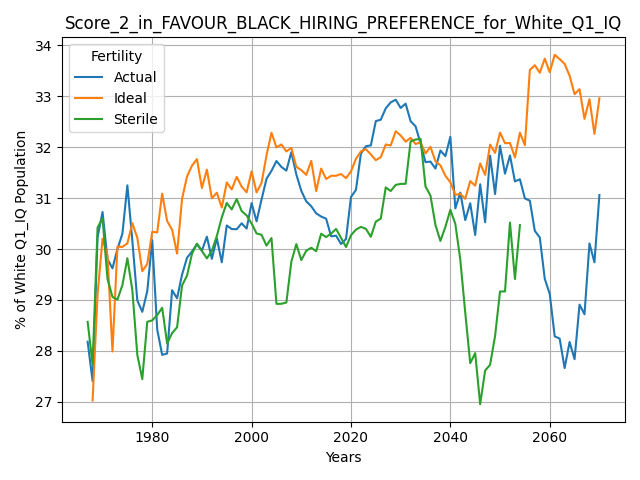 Score_2_in_FAVOUR_BLACK_HIRING_PREFERENCE_for_White_Q1_IQ
Fertility
Actual
Ideal
Sterile
% of White Q1_IQ Population
34
33
32
31
30
29
28
27
1980
2000
2020
2040
2060
Years